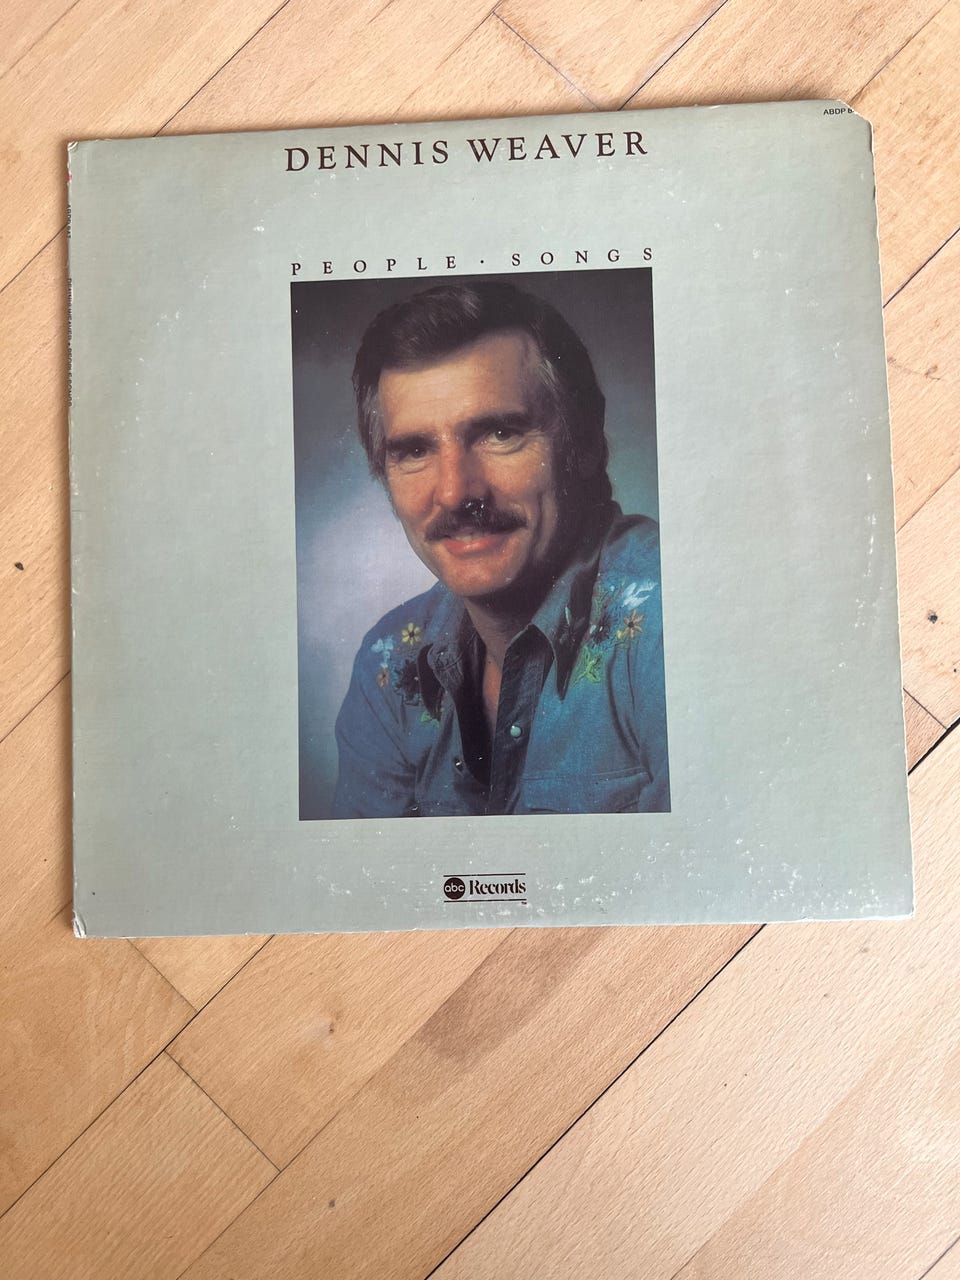 ABDP
DENNIS WEAVER
PEOPLE · SONGS
abc Records